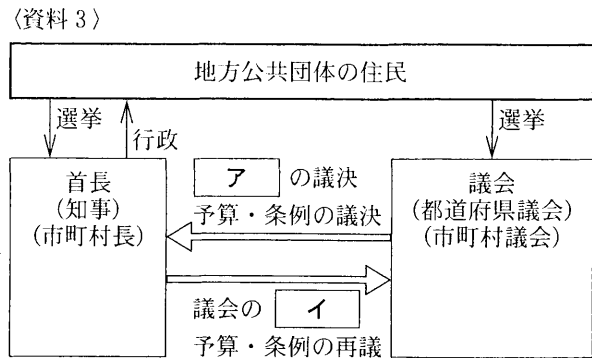 〈資料3〉
地方公共団体の住民
選挙
行政
選挙
首長
(知事)
(市町村長)
ア の議決
予算・条例の議決
議会の イ
予算・条例の再議
議会
(都道府県議会)
(市町村議会)